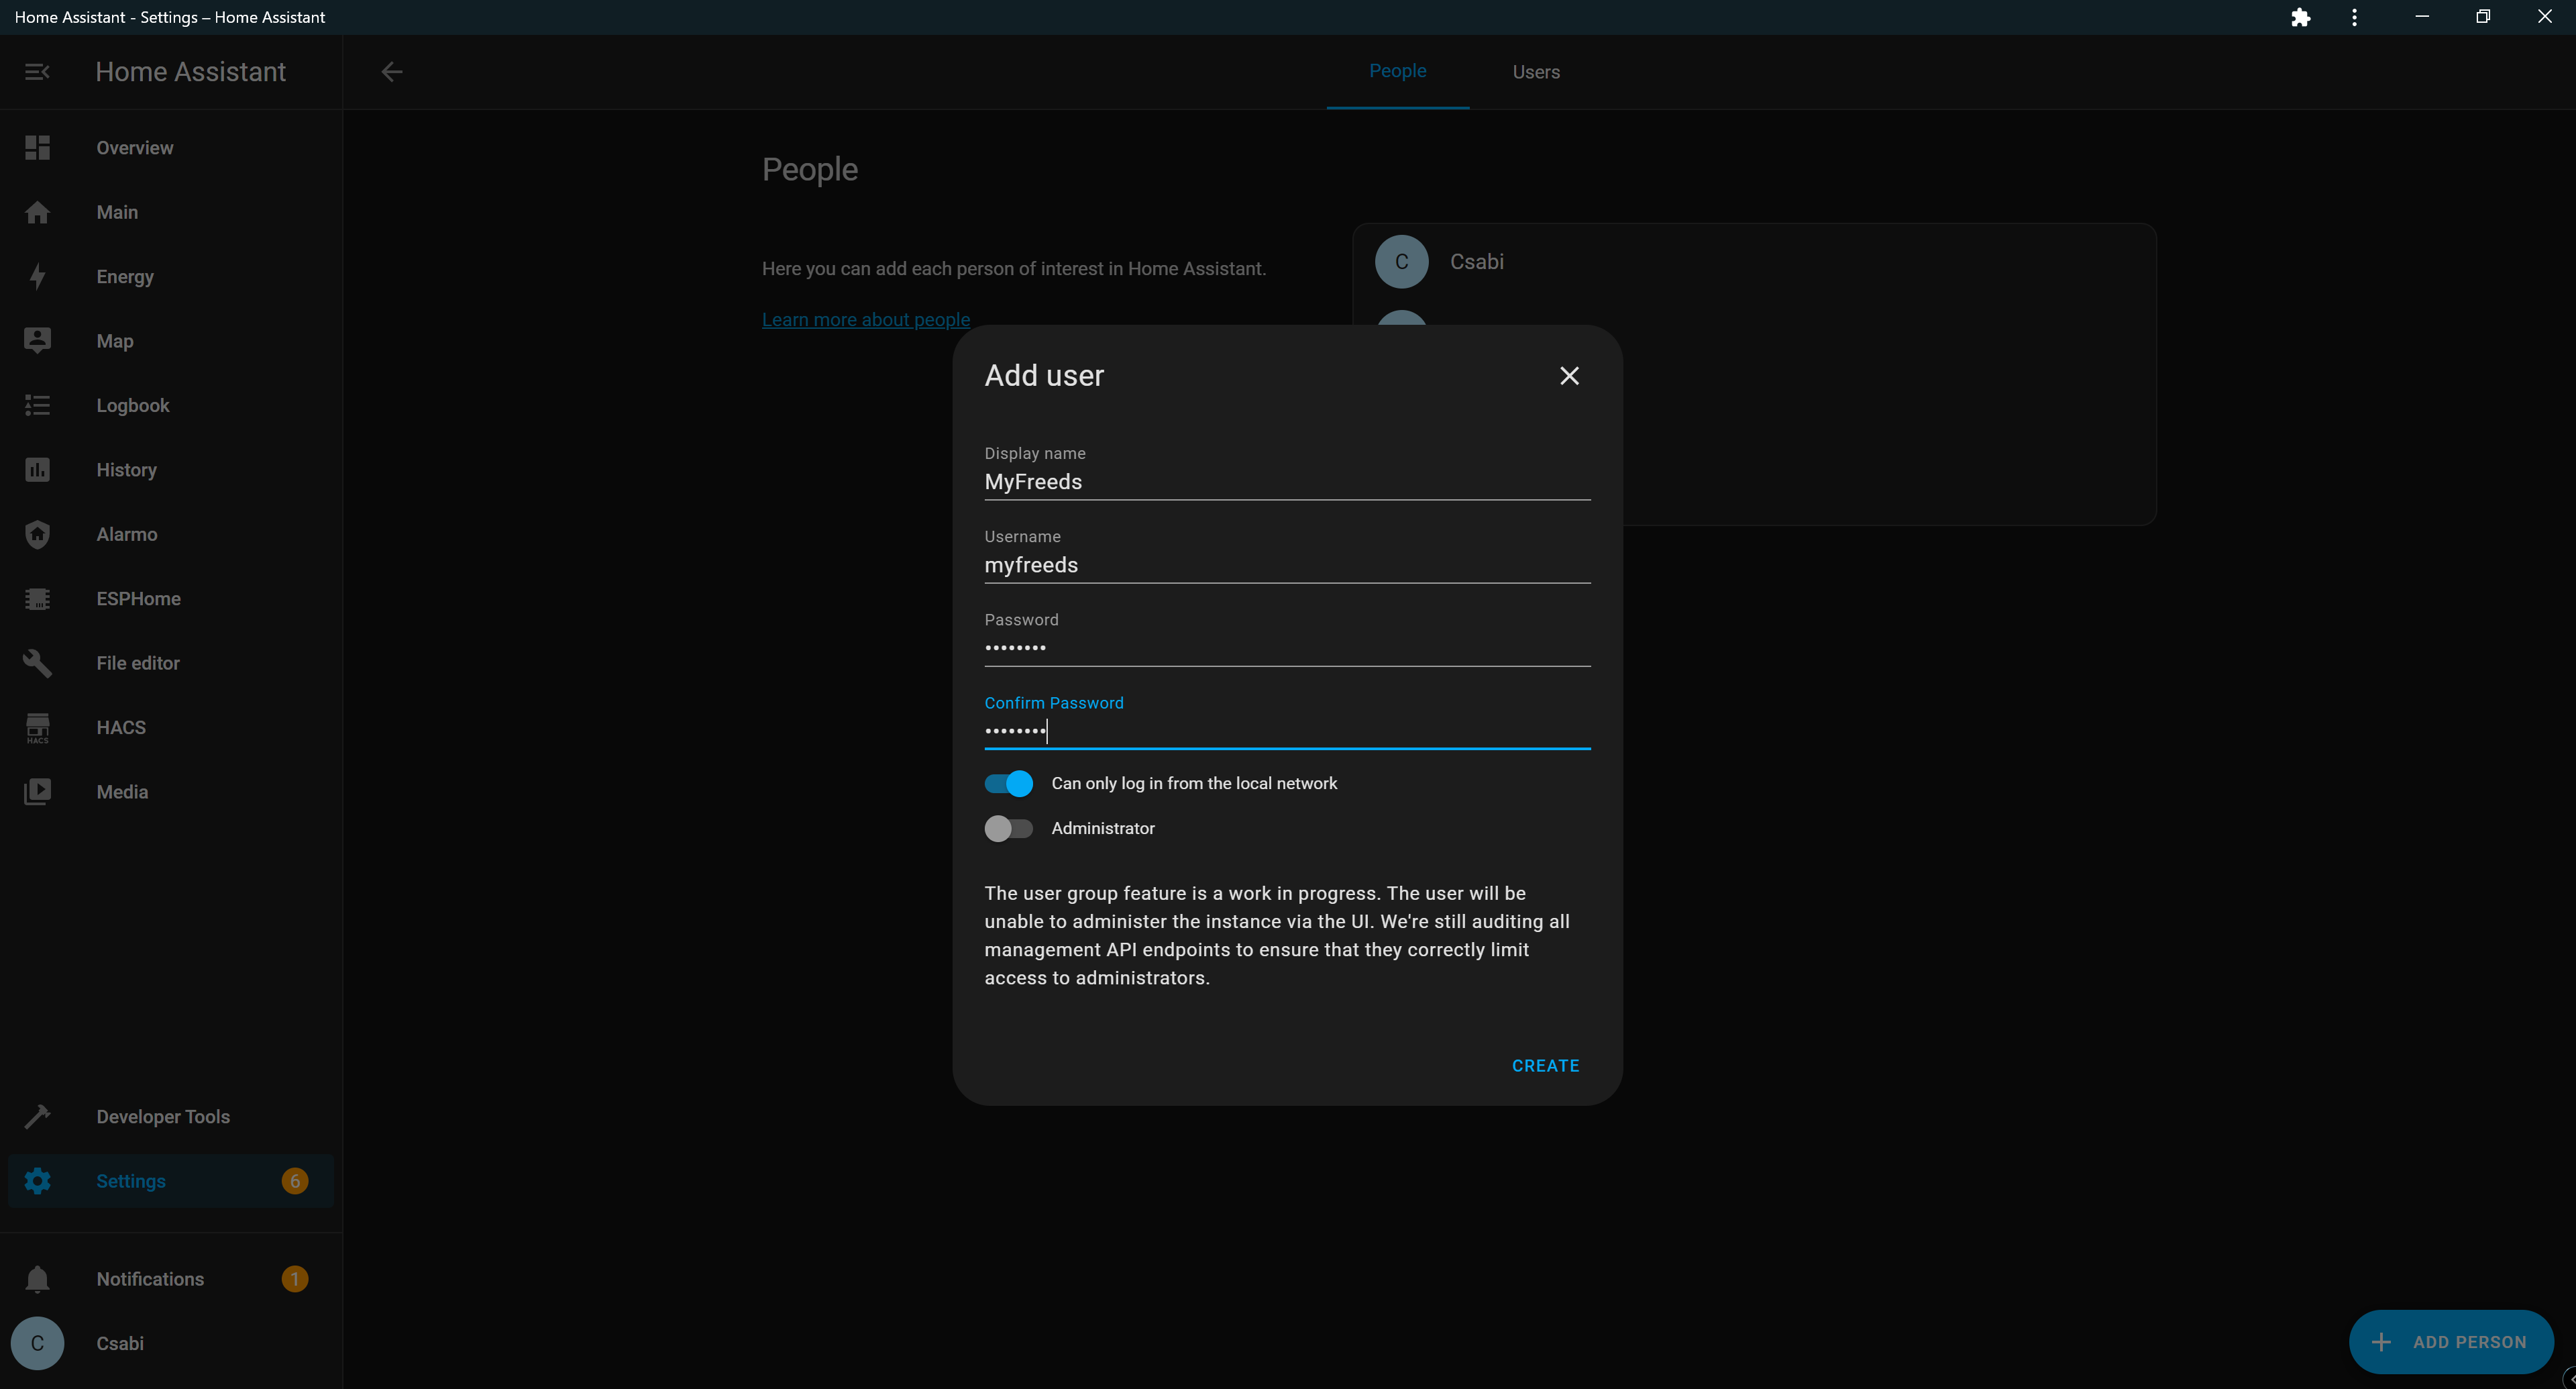 Home Assistant - Settings – Home Assistant
Home Assistant
People
Users
Overview
Main
Energy
Map
Logbook
History
Alarmo
ESPHome
File editor
HACS
HACS
Media
Developer Tools
Settings
6
Notifications
1
C
Csabi
People
Here you can add each person of interest in Home Assistant.
Learn more about people
C
Csabi
Add user
Display name
MyFreeds
Username
myfreeds
Password
••••••••
Confirm Password
••••••••
Can only log in from the local network
Administrator
The user group feature is a work in progress. The user will be
unable to administer the instance via the UI. We're still auditing all
management API endpoints to ensure that they correctly limit
access to administrators.
CREATE
ADD PERSON